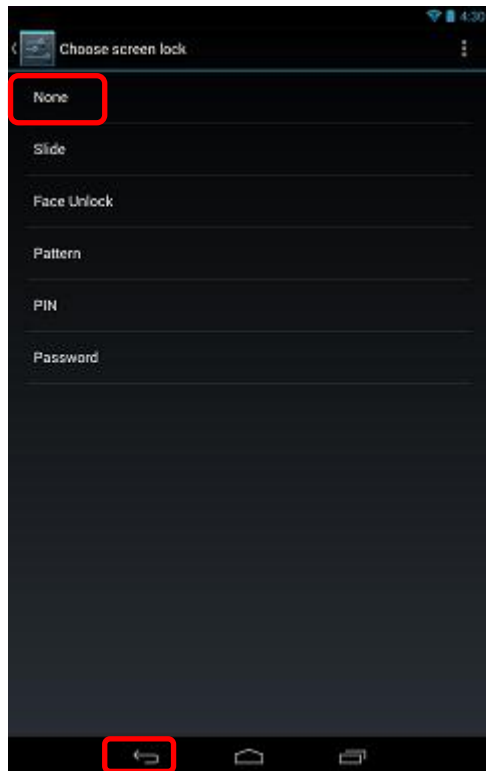 4:30
Choose screen lock
None
Slide
Face Unlock
Pattern
PIN
Password